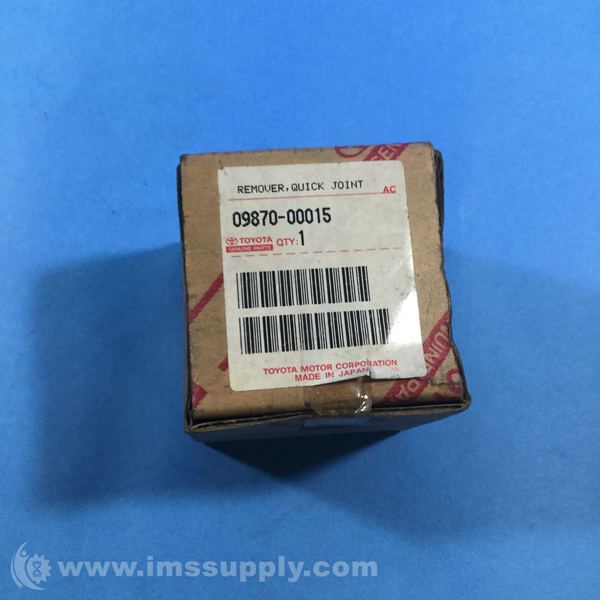 REMOVER,QUICK JOINT AC
09870-00015
TOYOTA QTY:1
GENUINE PARTS
TOYOTA MOTOR CORPORATION
MADE IN JAPAN
www.imssupply.com